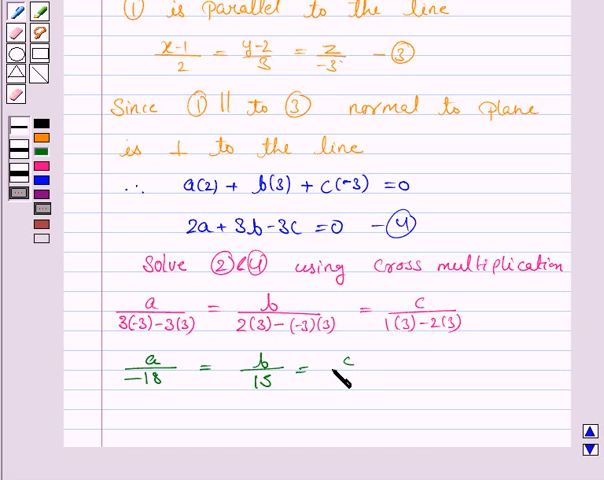 ① is parallel to the line
x-1/2 = y-2/3 = z/-3 - ③
Since ① || to ③ normal to plane
is ⊥ to the line
∴ a(2) + b(3) + c(-3) = 0
2a + 3b - 3c = 0 - ④
Solve ② & ④ using cross multiplication
a/3(-3)-3(3) = b/2(3)-(-3)(3) = c/1(3)-2(3)
a/-18 = b/15 = c